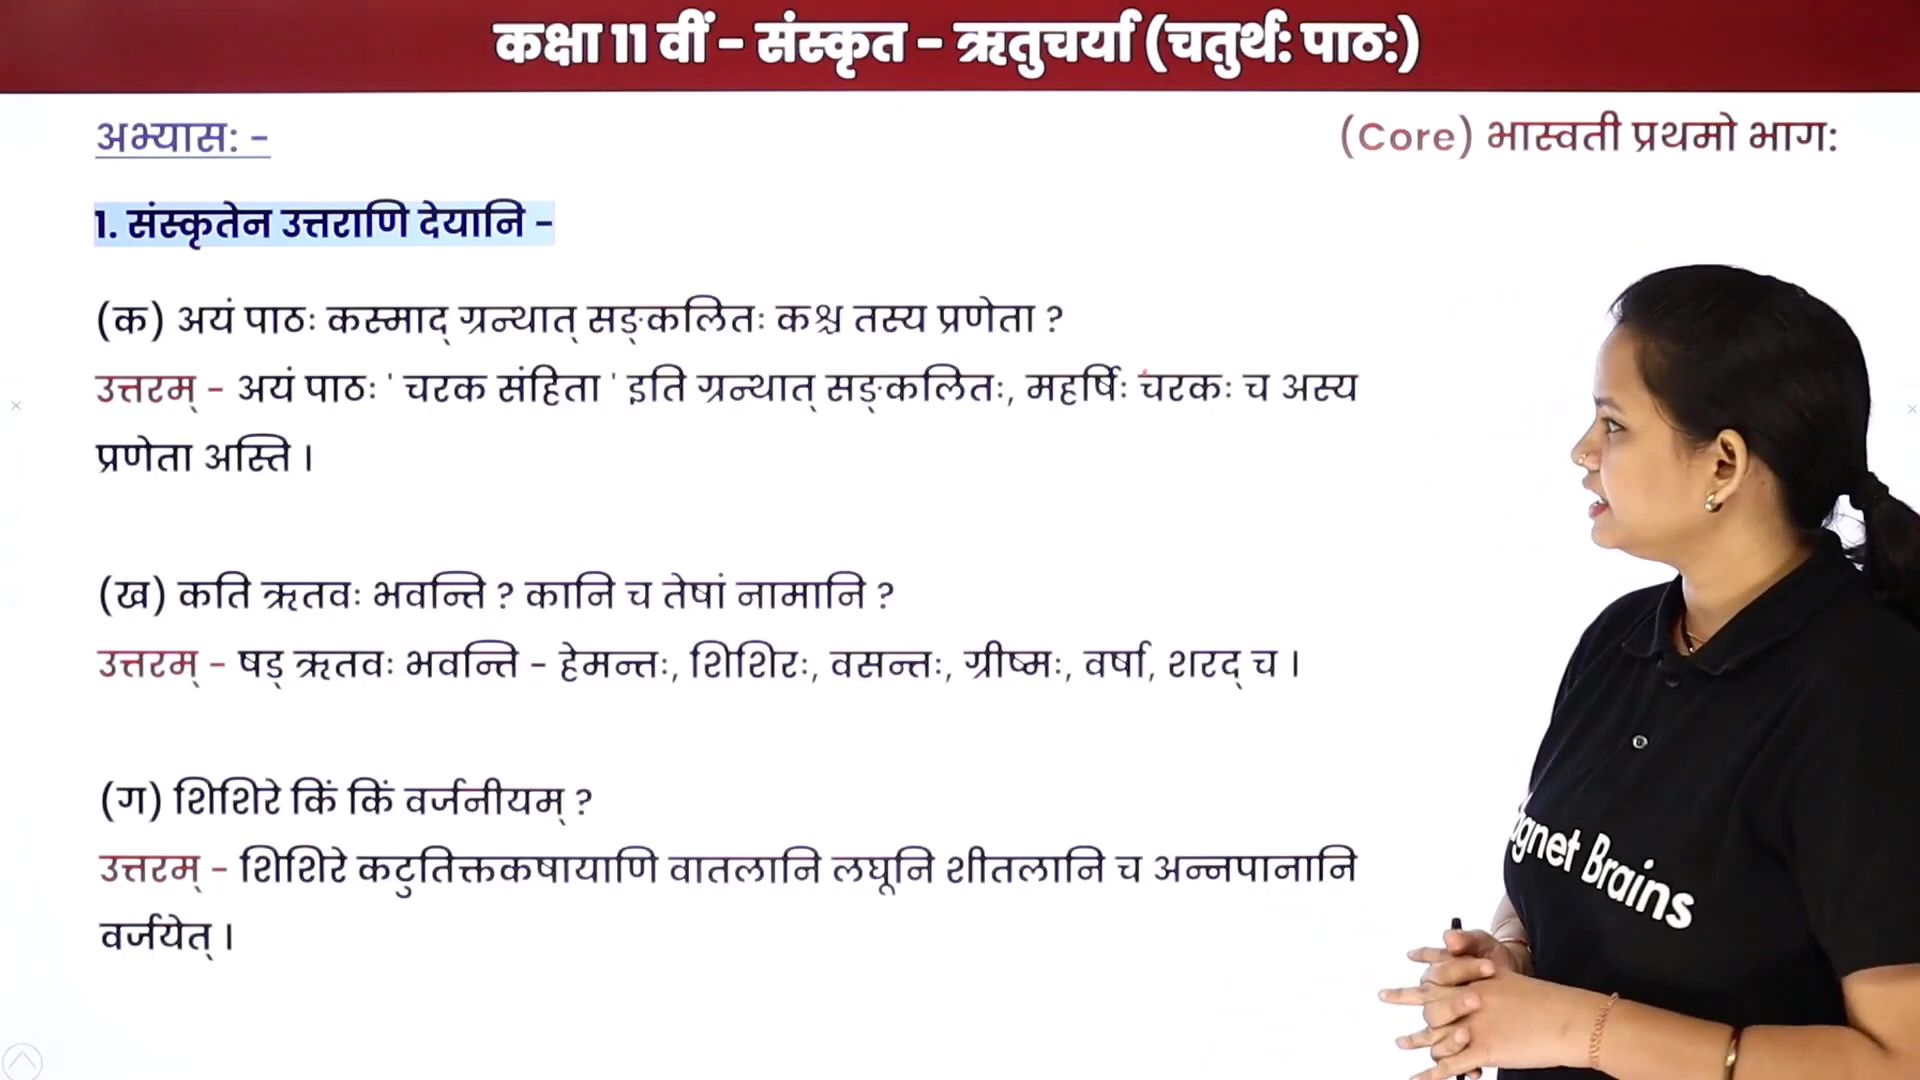 कक्षा 11 वीं - संस्कृत - ऋतुचर्या (चतुर्थ: पाठ:)
अभ्यास: -
(Core) भास्वती प्रथमो भाग:
1. संस्कृतेन उत्तराणि देयानि -
(क) अयं पाठः कस्माद् ग्रन्थात् सङ्कलितः कश्च तस्य प्रणेता ?
उत्तरम् - अयं पाठः ' चरक संहिता ' इति ग्रन्थात् सङ्कलितः, महर्षिः चरकः च अस्य
प्रणेता अस्ति ।
(ख) कति ऋतवः भवन्ति ? कानि च तेषां नामानि ?
उत्तरम् - षड् ऋतवः भवन्ति - हेमन्तः, शिशिरः, वसन्तः, ग्रीष्मः, वर्षा, शरद् च ।
(ग) शिशिरे किं किं वर्जनीयम् ?
उत्तरम् - शिशिरे कटुतिक्तकषायाणि वातलानि लघूनि शीतलानि च अन्नपानानि
वर्जयेत् ।
Brains